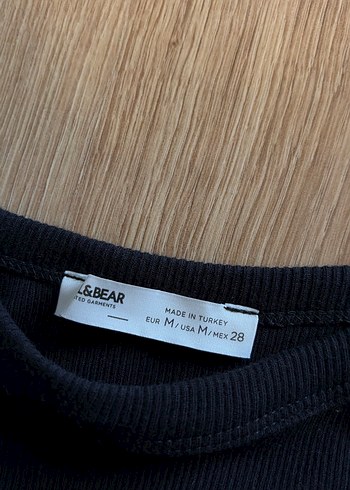 L&BEAR
TED GARMENTS
MADE IN TURKEY
EUR M / USA M / MEX 28